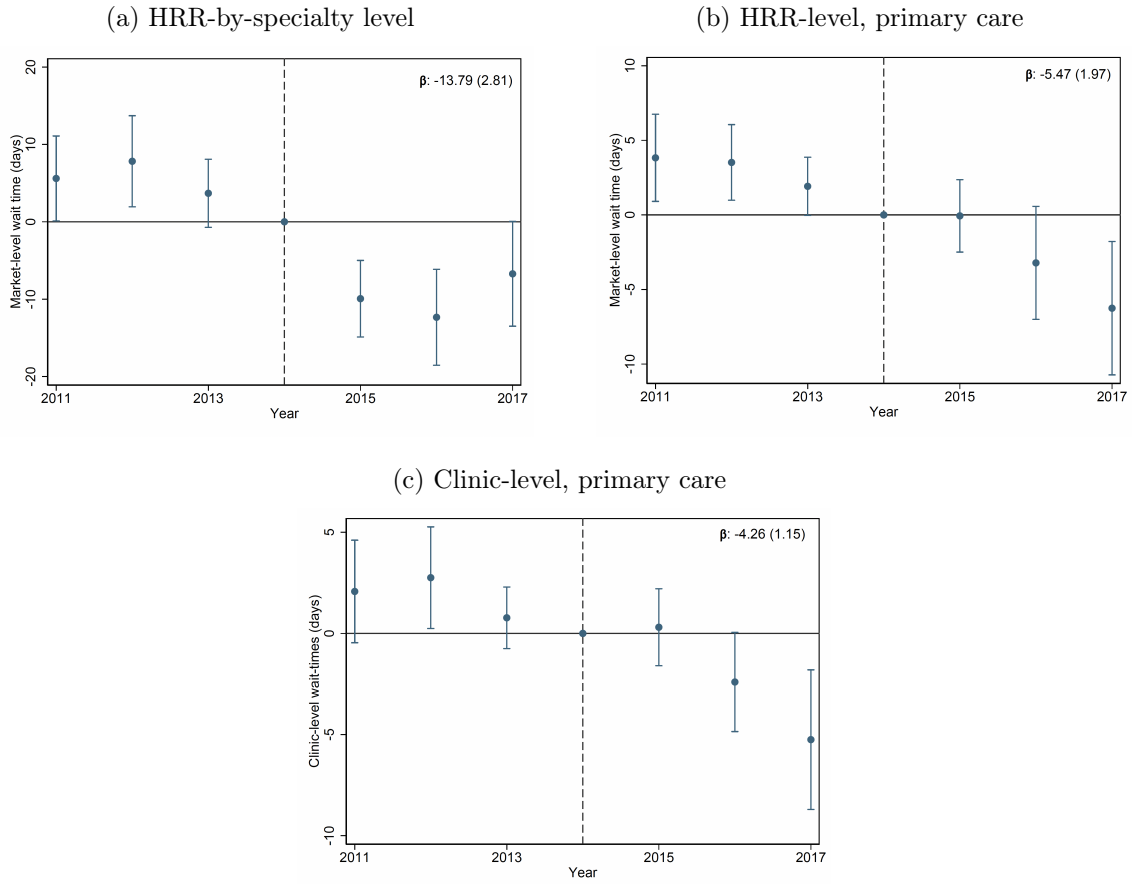 (a) HRR-by-specialty level
β: -13.79 (2.81)
Market-level wait time (days)
20
10
0
-10
-20
2011
2013
2015
2017
Year
(b) HRR-level, primary care
β: -5.47 (1.97)
Market-level wait time (days)
10
5
0
-5
-10
2011
2013
2015
2017
Year
(c) Clinic-level, primary care
β: -4.26 (1.15)
Clinic-level wait-times (days)
5
0
-5
-10
2011
2013
2015
2017
Year